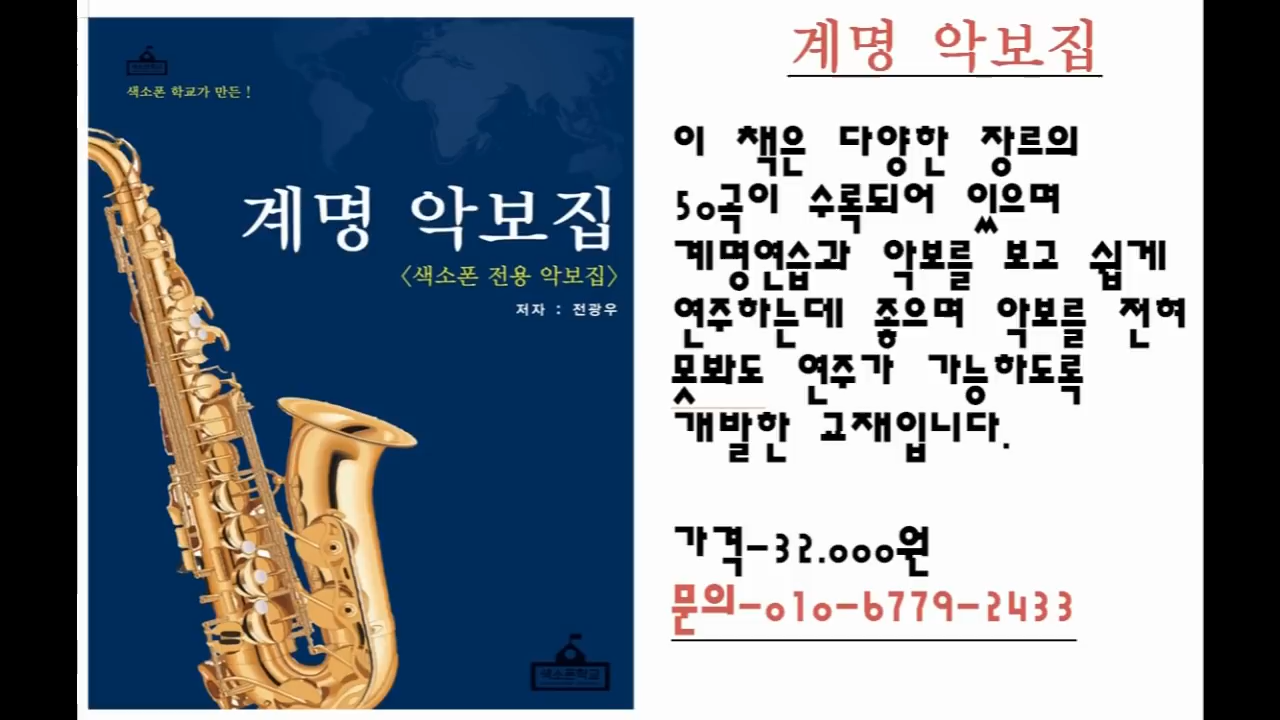 색소폰학교
색소폰 학교가 만든 !
계명 악보집
<색소폰 전용 악보집>
저자 : 전광우
색소폰학교
계명 악보집
이 책은 다양한 장르의
50곡이 수록되어 있으며
계명연습과 악보를 보고 쉽게
연주하는데 좋으며 악보를 전혀
못봐도 연주가 가능하도록
개발한 교재입니다.
가격-32.000원
문의-010-6779-2433